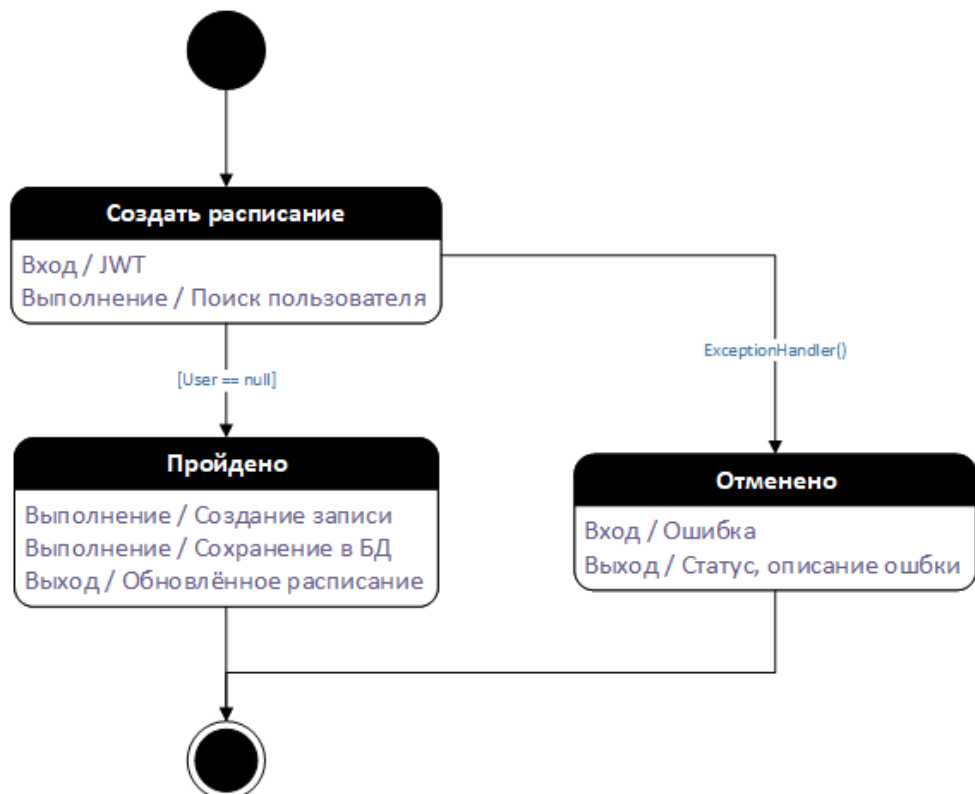 Создать расписание
Вход / JWT
Выполнение / Поиск пользователя
ExceptionHandler()
[User == null]
Пройдено
Выполнение / Создание записи
Выполнение / Сохранение в БД
Выход / Обновлённое расписание
Отменено
Вход / Ошибка
Выход / Статус, описание ошбки